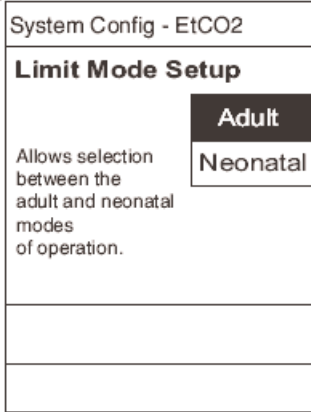 System Config - EtCO2
Limit Mode Setup
Adult
Neonatal
Allows selection
between the
adult and neonatal
modes
of operation.